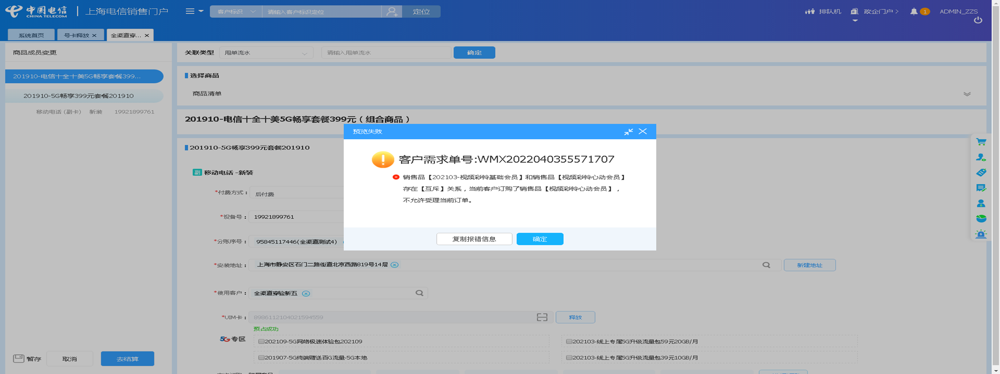 中国电信
CHINA TELECOM
上海电信销售门户
客户标识
请输入客户标识定位
定位
排队机
政企门户 >
1
ADMIN_ZZS
系统首页
号卡释放 ×
全渠道穿... ×
商品成员变更
201910-电信十全十美5G畅享套餐399...
201910-5G畅享399元套餐201910
移动电话（副卡） 新装 19921899761
关联类型
甩单流水
请输入甩单流水
确定
选择商品
商品清单
201910-电信十全十美5G畅享套餐399元（组合商品）
201910-5G畅享399元套餐201910
副 移动电话 -新装
*付费方式：
后付费
*设备号：
19921899761
*分账序号：
95845117446(全渠道测试4)
*安装地址：
上海市静安区石门二路街道北京西路819号14层
新建地址
*使用客户：
全渠道穿验新五
*UIM卡：
8986112104021594559
释放
预占成功
5G 专区
202109-5G网络极速体验包202109
202103-线上专属5G升级流量包59元20GB/月
201907-5G终端赠送百G流量-5G本地
202103-线上专属5G升级流量包39元10GB/月
暂存
取消
去结算
预览失败
客户需求单号:WMX2022040355571707
销售品【202103-视频彩铃基础会员】和销售品【视频彩铃心动会员】
存在【互斥】关系，当前客户订购了销售品【视频彩铃心动会员】，
不允许受理当前订单。
复制报错信息
确定